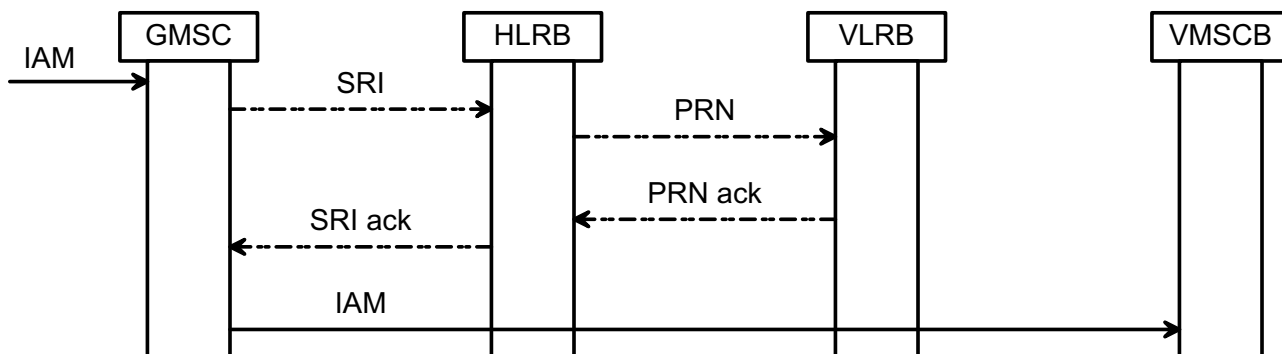 GMSC
HLRB
VLRB
VMSCB
IAM
SRI
PRN
PRN ack
SRI ack
IAM